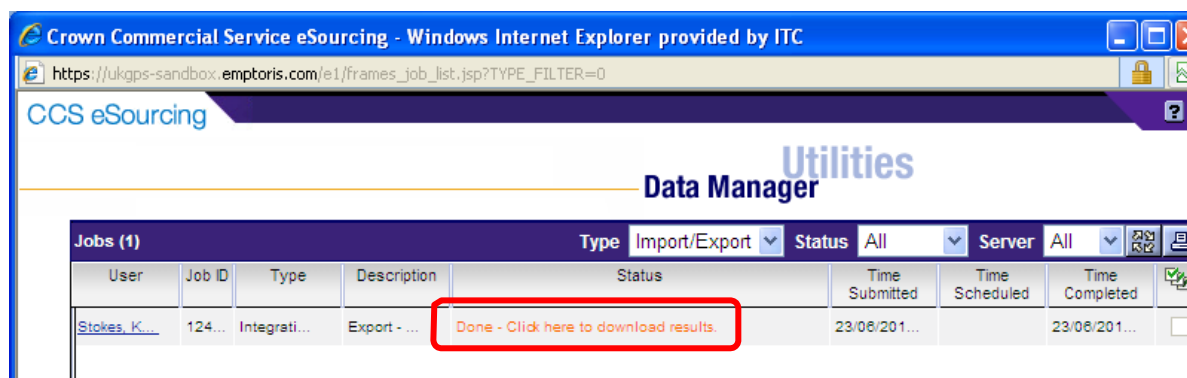 Crown Commercial Service eSourcing - Windows Internet Explorer provided by ITC
https://ukgps-sandbox.emptoris.com/e1/frames_job_list.jsp?TYPE_FILTER=0
CCS eSourcing ?
Utilities
Data Manager
Jobs (1) Type Import/Export Status All Server All
User Job ID Type Description Status Time Submitted Time Scheduled Time Completed
Stokes, K... 124... Integrati... Export - ... Done - Click here to download results. 23/06/201... 23/06/201...